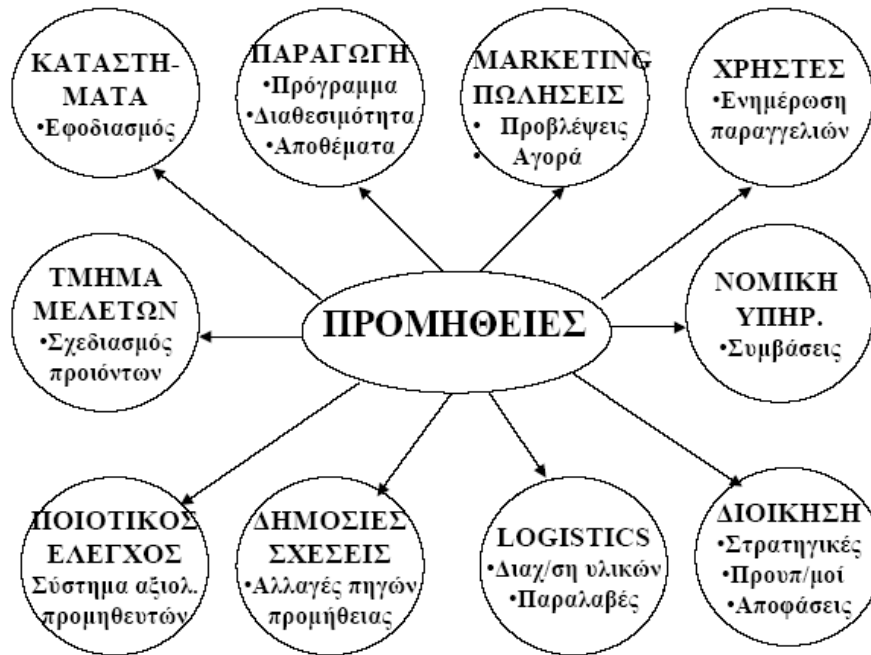 ΚΑΤΑΣΤΗ-
ΜΑΤΑ
•Εφοδιασμός
ΠΑΡΑΓΩΓΗ
•Πρόγραμμα
•Διαθεσιμότητα
•Αποθέματα
MARKETING
ΠΩΛΗΣΕΙΣ
• Προβλέψεις
• Αγορά
ΧΡΗΣΤΕΣ
•Ενημέρωση
παραγγελιών
ΤΜΗΜΑ
ΜΕΛΕΤΩΝ
•Σχεδιασμός
προιόντων
ΠΡΟΜΗΘΕΙΕΣ
ΝΟΜΙΚΗ
ΥΠΗΡ.
•Συμβάσεις
ΠΟΙΟΤΙΚΟΣ
ΕΛΕΓΧΟΣ
Σύστημα αξιολ.
προμηθευτών
ΔΗΜΟΣΙΕΣ
ΣΧΕΣΕΙΣ
•Αλλαγές πηγών
προμήθειας
LOGISTICS
•Διαχ/ση υλικών
•Παραλαβές
ΔΙΟΙΚΗΣΗ
•Στρατηγικές
•Προυπ/μοί
•Αποφάσεις